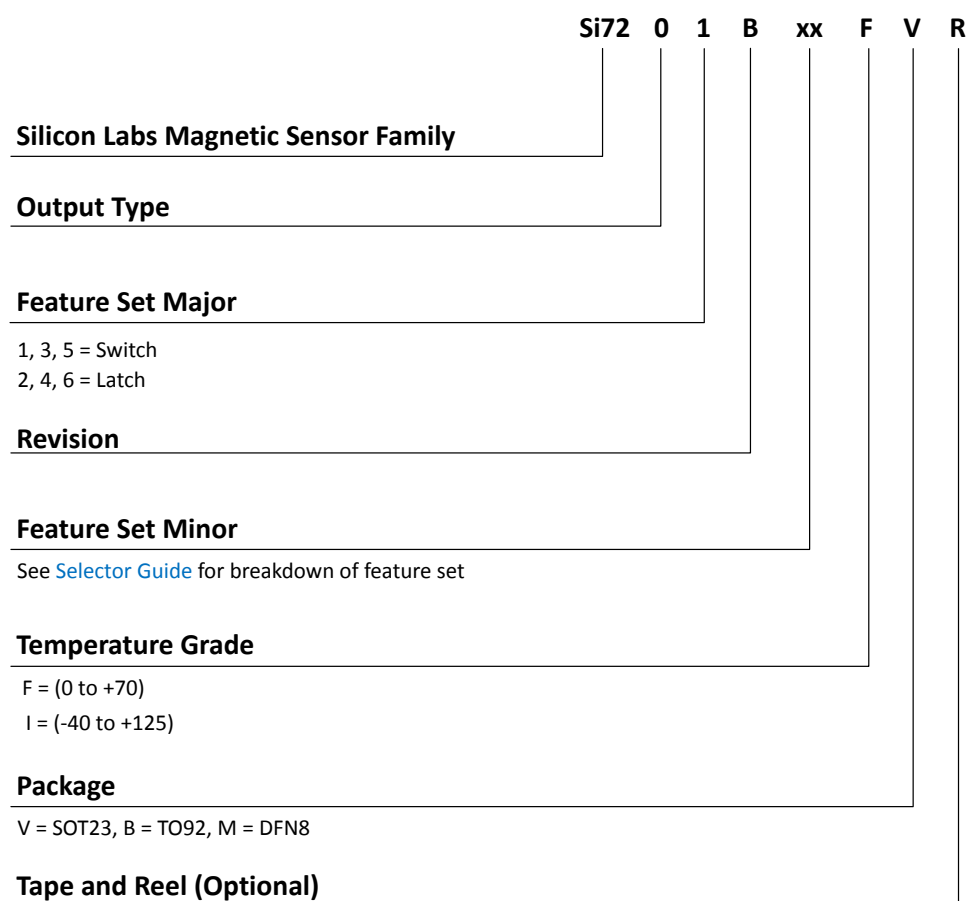 Si72 0 1 B xx F V R
Silicon Labs Magnetic Sensor Family
Output Type
Feature Set Major
1, 3, 5 = Switch
2, 4, 6 = Latch
Revision
Feature Set Minor
See Selector Guide for breakdown of feature set
Temperature Grade
F = (0 to +70)
I = (-40 to +125)
Package
V = SOT23, B = TO92, M = DFN8
Tape and Reel (Optional)